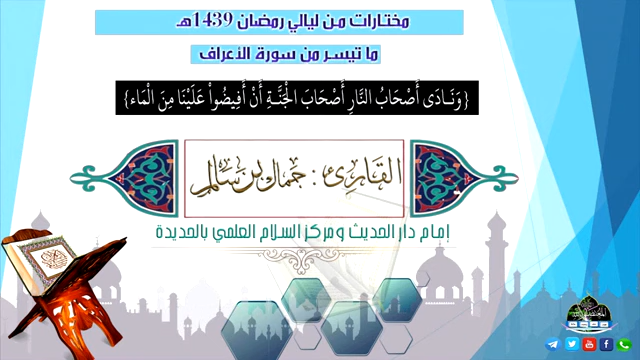 مختارات من ليالي رمضان 1439هـ
ما تيسر من سورة الأعراف
{وَنَادَى أَصْحَابُ النَّارِ أَصْحَابَ الْجَنَّةِ أَنْ أَفِيضُواْ عَلَيْنَا مِنَ الْمَاء}
القارئ : جمال بن سالم
إمام دار الحديث ومركز السلام العلمي بالحديدة